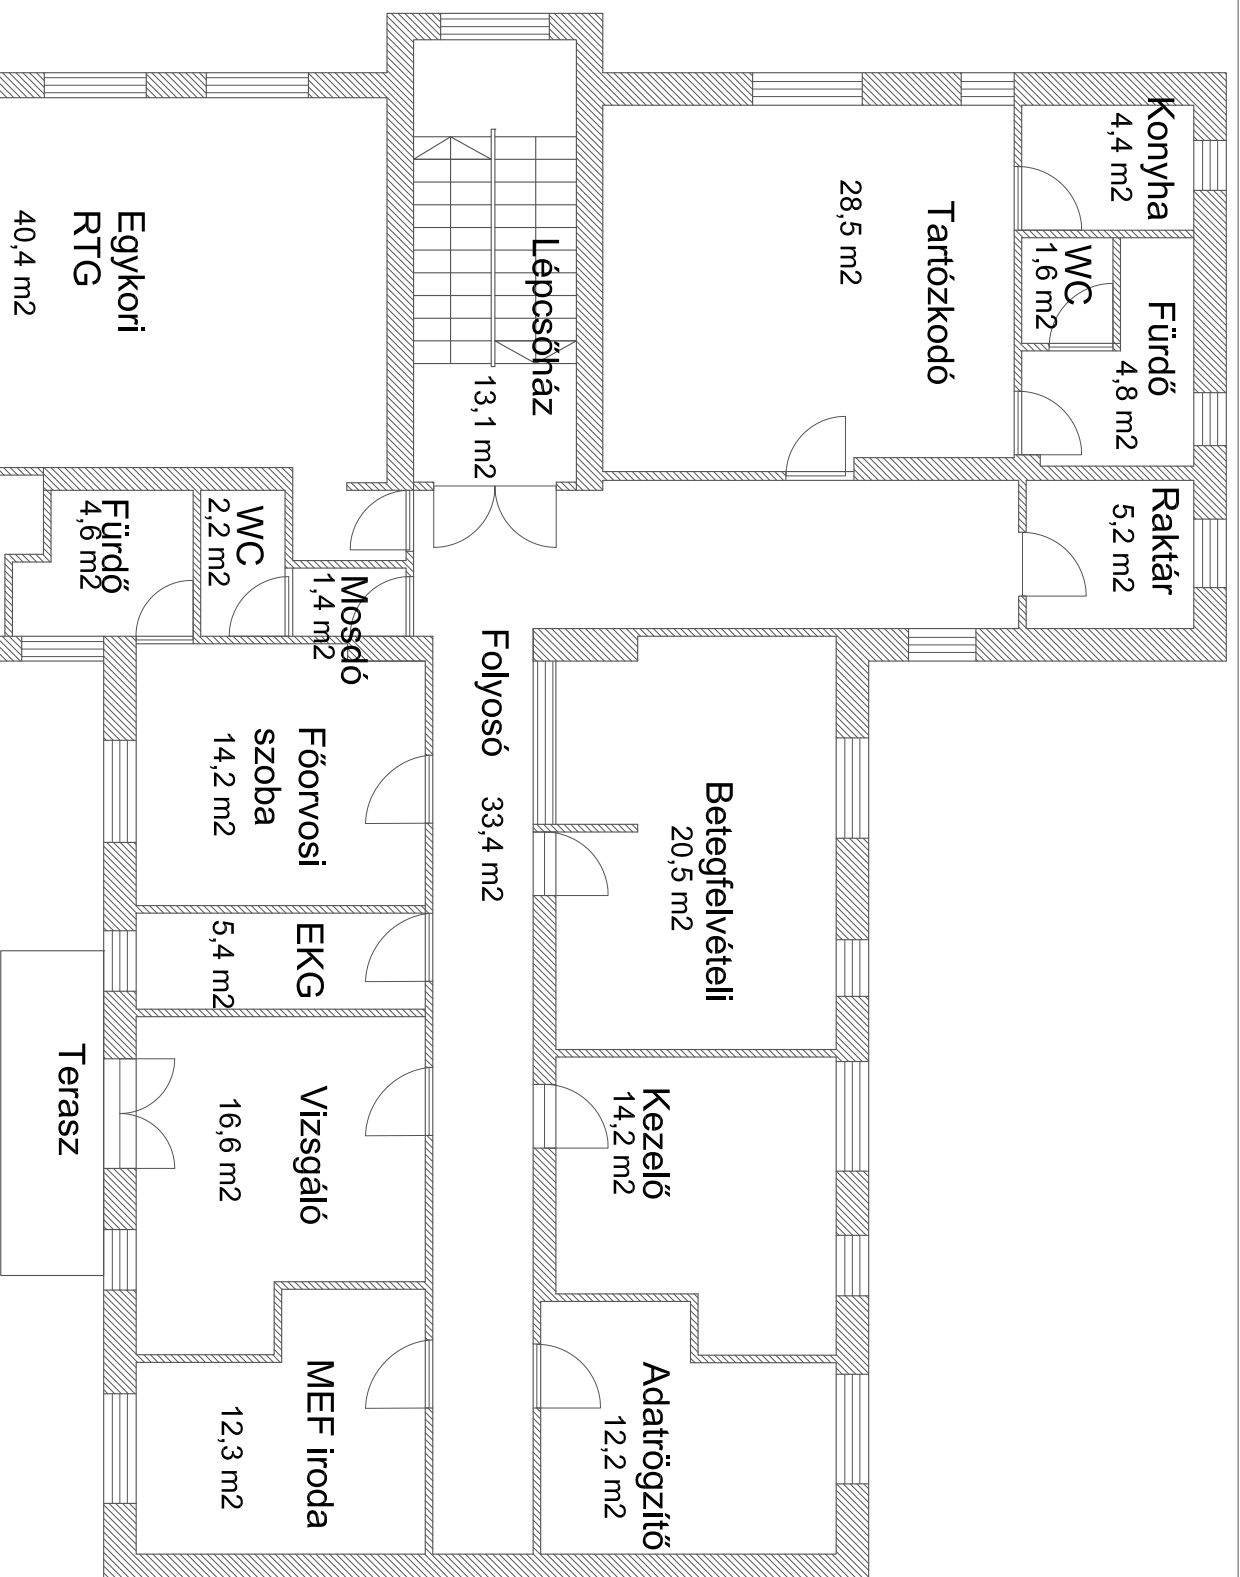 Konyha
4,4 m2
WC
1,6 m2
Fürdő
4,8 m2
Raktár
5,2 m2
Tartózkodó
28,5 m2
Lépcsőház
13,1 m2
Egykori
RTG
40,4 m2
Fürdő
4,6 m2
WC
2,2 m2
Mosdó
1,4 m2
Folyosó 33,4 m2
Betegfelvételi
20,5 m2
Kezelő
14,2 m2
Adatrögzítő
12,2 m2
Főorvosi
szoba
14,2 m2
EKG
5,4 m2
Vizsgáló
16,6 m2
MEF iroda
12,3 m2
Terasz